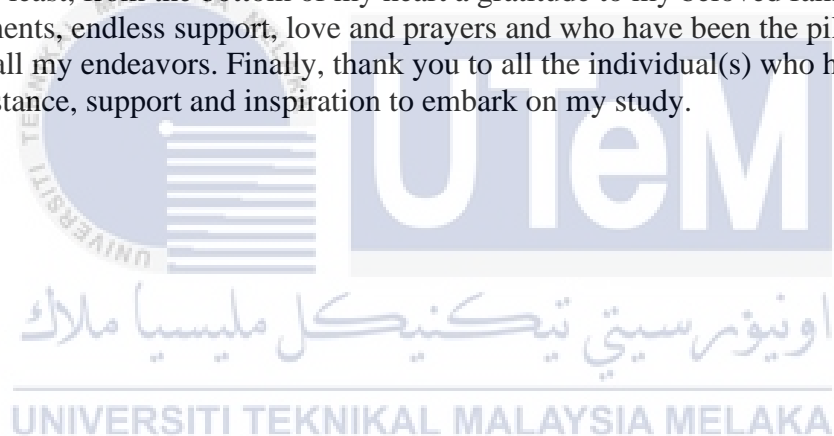 least, from the bottom of my heart a gratitude to my beloved
ments, endless support, love and prayers and who have been the
all my endeavors. Finally, thank you to all the individual(s) who
stance, support and inspiration to embark on my study.
UTeM
UNIVERSITI TEKNIKAL
اونيۏرسيتي تيكنيكل مليسيا ملاك
UNIVERSITI TEKNIKAL MALAYSIA MELAKA